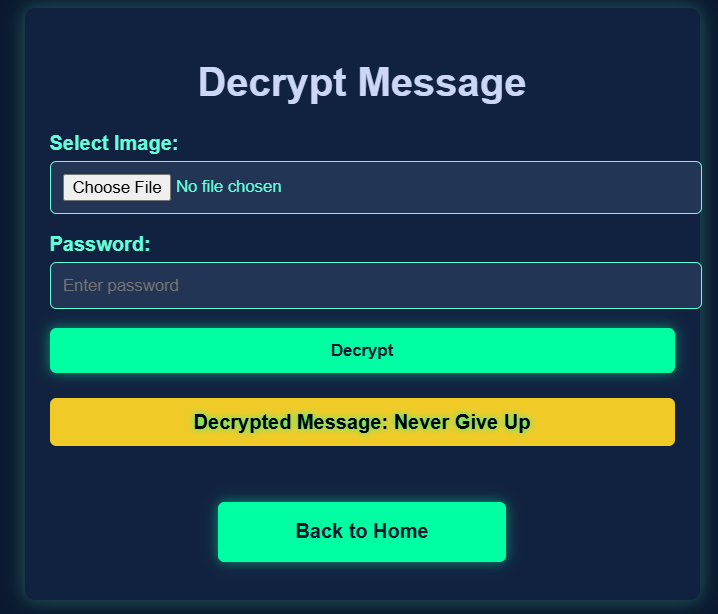 Decrypt Message
Select Image:
Choose File No file chosen
Password:
Enter password
Decrypt
Decrypted Message: Never Give Up
Back to Home